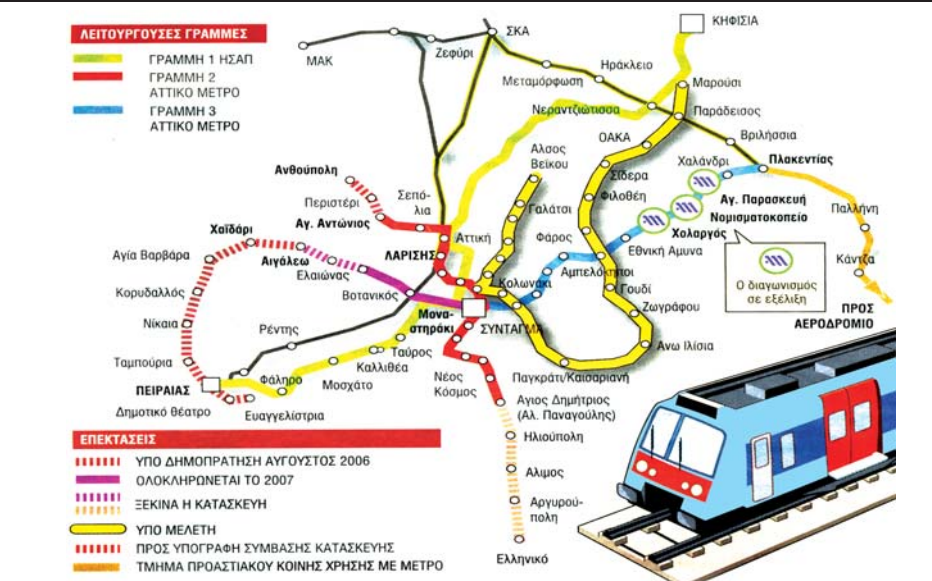 ΛΕΙΤΟΥΡΓΟΥΣΕΣ ΓΡΑΜΜΕΣ
ΓΡΑΜΜΗ 1 ΗΣΑΠ
ΓΡΑΜΜΗ 2
ΑΤΤΙΚΟ ΜΕΤΡΟ
ΓΡΑΜΜΗ 3
ΑΤΤΙΚΟ ΜΕΤΡΟ
ΜΑΚ
Ζεφύρι
ΣΚΑ
ΚΗΦΙΣΙΑ
Μεταμόρφωση
Ηράκλειο
Μαρούσι
Νεραντζιώτισσα
Παράδεισος
ΟΑΚΑ
Βριλήσσια
Αλσος
Βεΐκου
Σίδερα
Χαλάνδρι
Πλακεντίας
Ανθούπολη
Περιστέρι
Αγ. Αντώνιος
Σεπό-
λια
Γαλάτσι
Φιλοθέη
Αγ. Παρασκευή
Νομισματοκοπείο
Χολαργός
Παλλήνη
Χαϊδάρι
Αττική
Φάρος
Εθνική Αμυνα
Αγία Βαρβάρα
Αιγάλεω
ΛΑΡΙΣΗΣ
Κάντζα
Ελαιώνας
Αμπελόκηποι
Κολωνάκι
Κορυδαλλός
Βοτανικός
Γουδί
Ο διαγωνισμός
σε εξέλιξη
ΠΡΟΣ
ΑΕΡΟΔΡΟΜΙΟ
Μονα-
στηράκι
ΣΥΝΤΑΓΜΑ
Ζωγράφου
Νίκαια
Ρέντης
Ανω Ιλίσια
Ταύρος
Ταμπούρια
Καλλιθέα
Νέος
Κόσμος
Παγκράτι/Καισαριανή
ΠΕΙΡΑΙΑΣ
Φάληρο
Μοσχάτο
Δημοτικό θέατρο
Ευαγγελίστρια
Αγιος Δημήτριος
(Αλ. Παναγούλης)
Ηλιούπολη
Αλιμος
Αργυρού-
πολη
Ελληνικό
ΕΠΕΚΤΑΣΕΙΣ
ΥΠΟ ΔΗΜΟΠΡΑΤΗΣΗ ΑΥΓΟΥΣΤΟΣ 2006
ΟΛΟΚΛΗΡΩΝΕΤΑΙ ΤΟ 2007
ΞΕΚΙΝΑ Η ΚΑΤΑΣΚΕΥΗ
ΥΠΟ ΜΕΛΕΤΗ
ΠΡΟΣ ΥΠΟΓΡΑΦΗ ΣΥΜΒΑΣΗΣ ΚΑΤΑΣΚΕΥΗΣ
ΤΜΗΜΑ ΠΡΟΑΣΤΙΑΚΟΥ ΚΟΙΝΗΣ ΧΡΗΣΗΣ ΜΕ ΜΕΤΡΟ